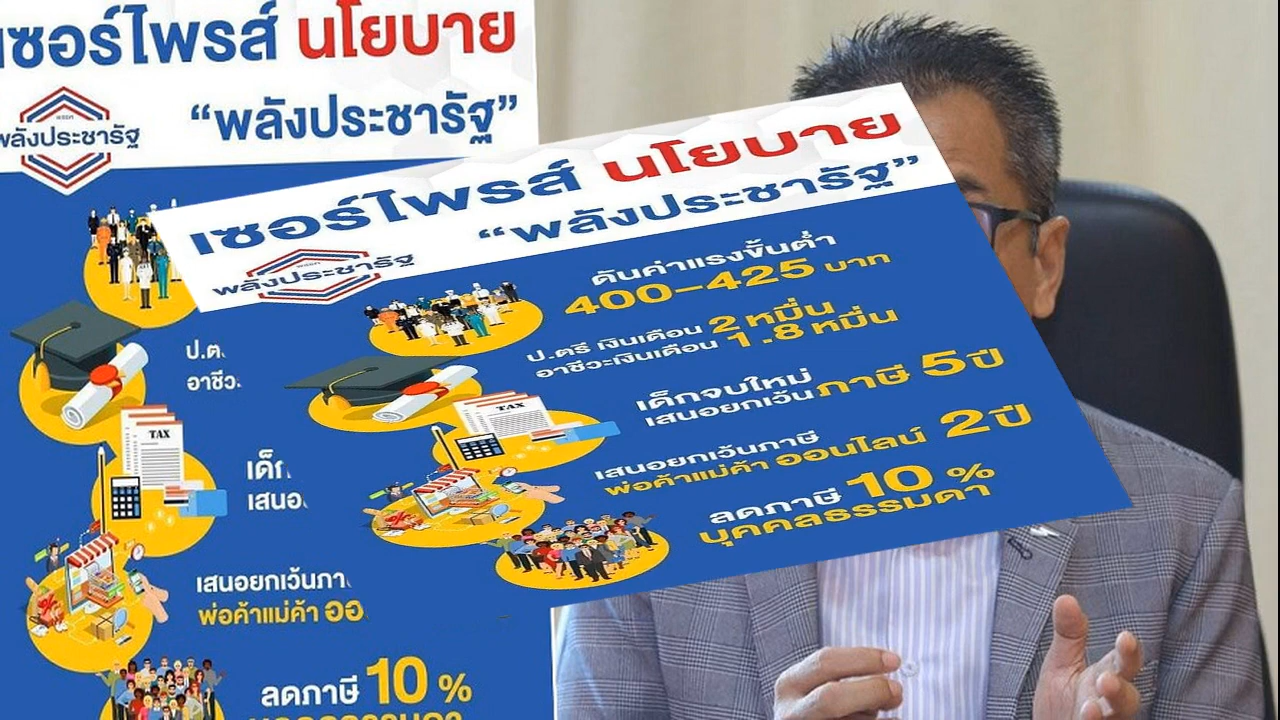 เซอร์ไพรส์ นโยบาย
“พลังประชารัฐ”
พปชร
พลังประชารัฐ
ป.ต
อาชีวะ
TAX
เด็ก
เสนอ
เสนอยกเว้นภา
พ่อค้าแม่ค้า ออ
ลดภาษี 10 %
เซอร์ไพรส์ นโยบาย
“พลังประชารัฐ”
พปชร
พลังประชารัฐ
ดันค่าแรงขั้นต่ำ
400-425 บาท
ป.ตรี เงินเดือน 2 หมื่น
อาชีวะเงินเดือน 1.8 หมื่น
TAX
เด็กจบใหม่
เสนอยกเว้น ภาษี 5 ปี
เสนอยกเว้นภาษี
พ่อค้าแม่ค้า ออนไลน์ 2 ปี
ลดภาษี 10 %
บุคคลธรรมดา